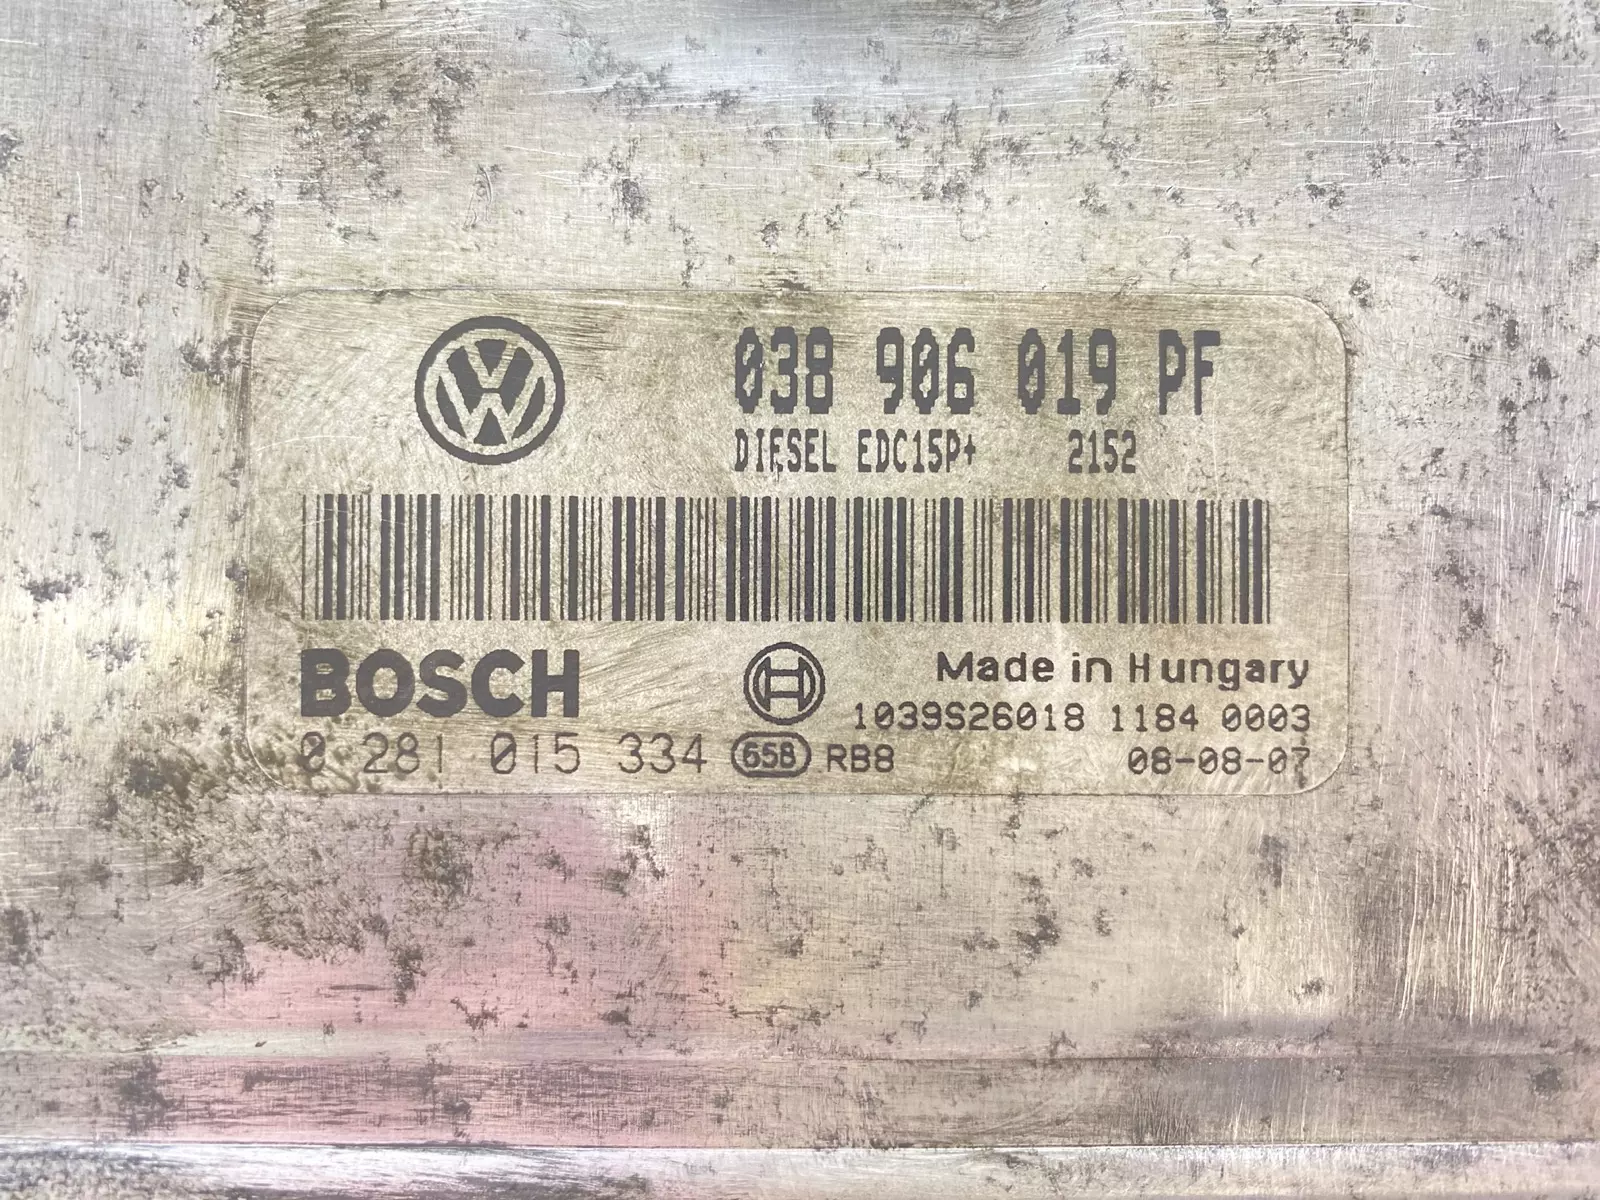 038 906 019 PF
DIESEL EDC15P+ 2152
BOSCH
Made in Hungary
1039S26018 1184 0003
0 281 015 334 65B RB8 08-08-07